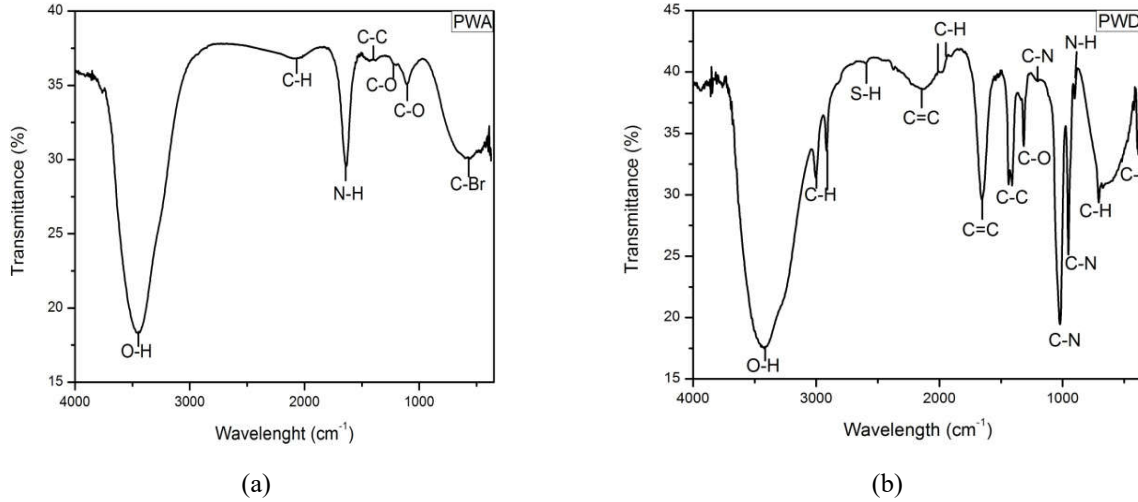 PWA
40
35
30
25
20
15
Transmittance (%)
C-C
C-H
C-O
C-O
N-H
C-Br
O-H
4000
3000
2000
1000
Wavelenght (cm-1)
(a)
PWD
45
40
35
30
25
20
15
Transmittance (%)
C-H
N-H
C-N
S-H
C=C
C-O
C-H
C-C
C-H
C=C
C-N
C-N
O-H
4000
3000
2000
1000
Wavelength (cm-1)
(b)